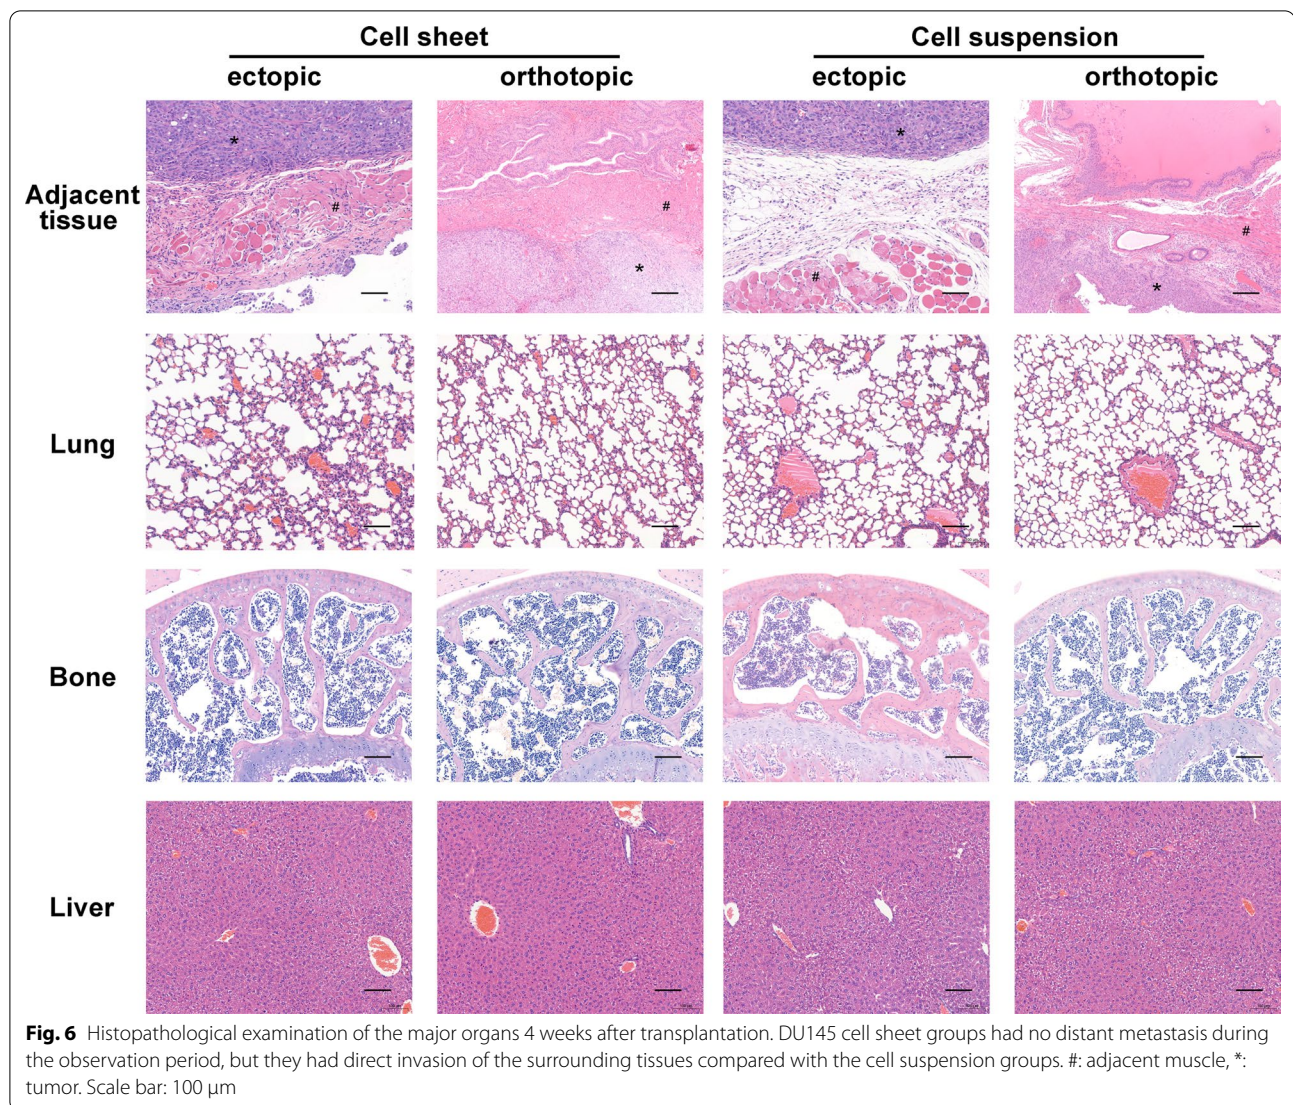 Cell sheet
Cell suspension
ectopic
orthotopic
ectopic
orthotopic
Adjacent
tissue
*
#
#
*
*
#
#
*
Lung
Bone
Liver
Fig. 6 Histopathological examination of the major organs 4 weeks after transplantation. DU145 cell sheet groups had no distant metastasis during
the observation period, but they had direct invasion of the surrounding tissues compared with the cell suspension groups. #: adjacent muscle, *:
tumor. Scale bar: 100 μm